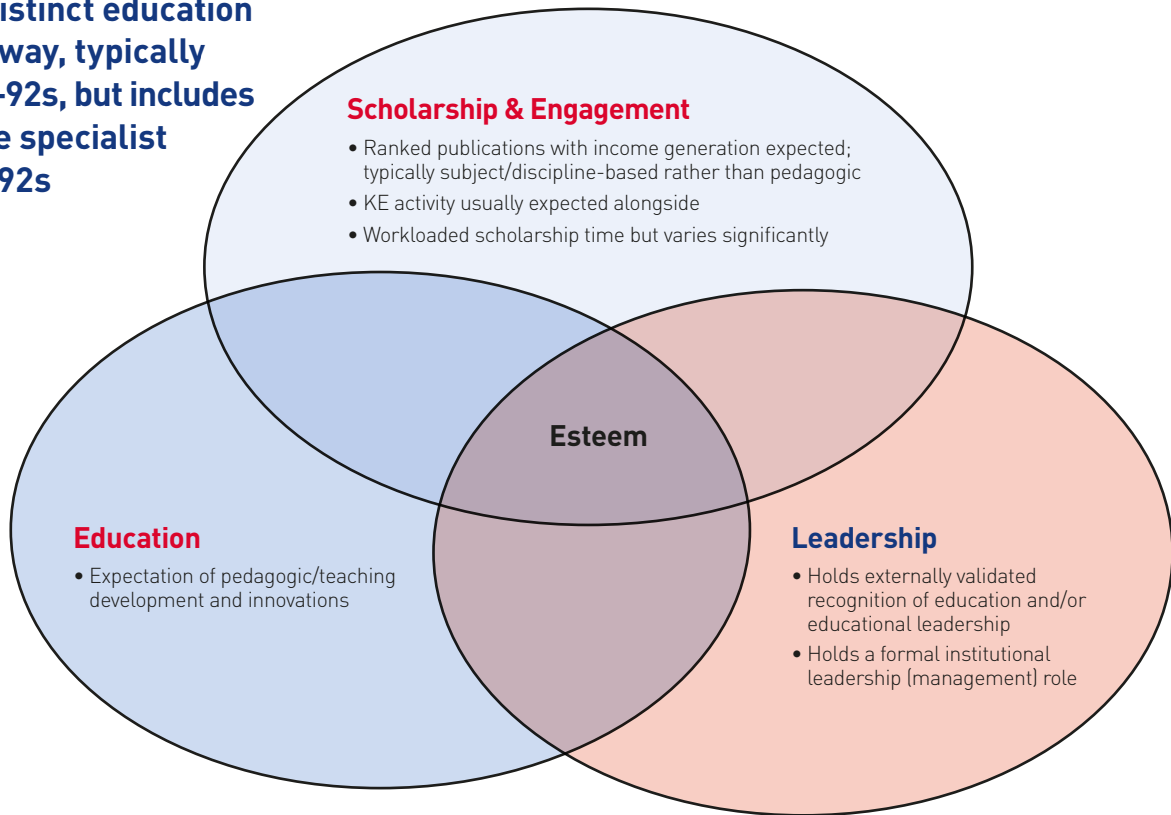 istinct education
way, typically
-92s, but includes
e specialist
92s
Scholarship & Engagement
• Ranked publications with income generation expected;
typically subject/discipline-based rather than pedagogic
• KE activity usually expected alongside
• Workloaded scholarship time but varies significantly
Esteem
Education
• Expectation of pedagogic/teaching
development and innovations
Leadership
• Holds externally validated
recognition of education and/or
educational leadership
• Holds a formal institutional
leadership (management) role